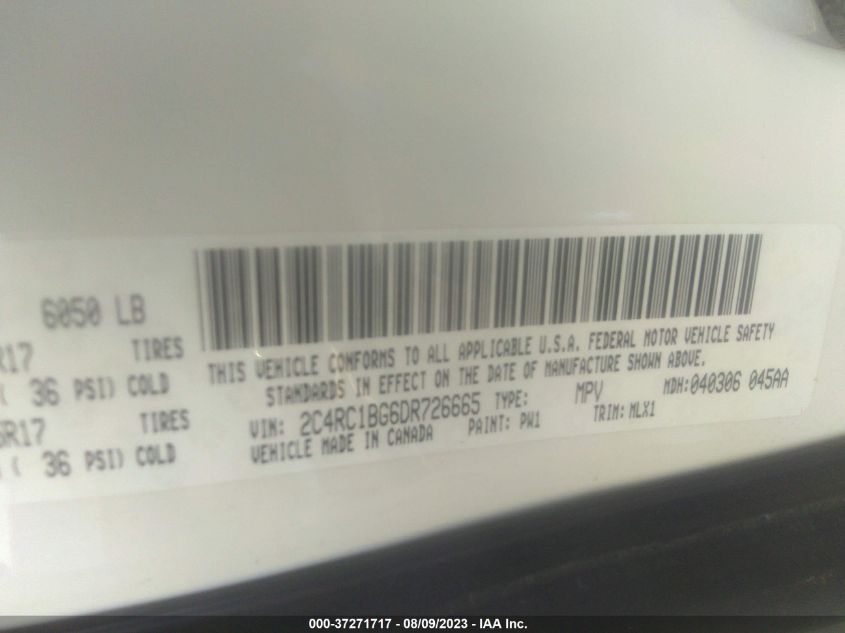 6050 LB
R17 TIRES
( 36 PSI) COLD
R17 TIRES
( 36 PSI) COLD
THIS VEHICLE CONFORMS TO ALL APPLICABLE U.S.A. FEDERAL MOTOR VEHICLE SAFETY
STANDARDS IN EFFECT ON THE DATE OF MANUFACTURE SHOWN ABOVE.
VIN: 2C4RC1BG6DR726665 TYPE: MPV MDH:040306 045AA
VEHICLE MADE IN CANADA PAINT: PW1 TRIM: MLX1
000-37271717 - 08/09/2023 - IAA Inc.